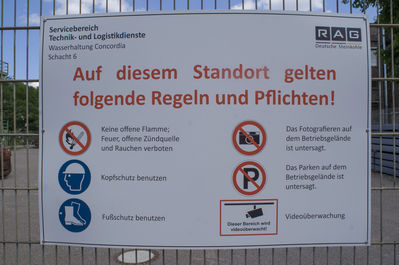 Servicebereich
Technik- und Logistikdienste
Wasserhaltung Concordia
Schacht 6
RAG
Deutsche Steinkohle
Auf diesem Standort gelten
folgende Regeln und Pflichten!
Keine offene Flamme;
Feuer, offene Zündquelle
und Rauchen verboten
Kopfschutz benutzen
Fußschutz benutzen
Das Fotografieren auf
dem Betriebsgelände
ist untersagt.
P
Das Parken auf dem
Betriebsgelände ist
untersagt.
Dieser Bereich wird
videoüberwacht!
Videoüberwachung